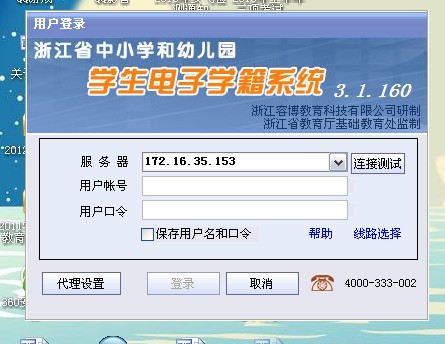 用户登录
浙江省中小学和幼儿园
学生电子学籍系统 3.1.160
浙江容博教育科技有限公司研制
浙江省教育厅基础教育处监制
服务器 172.16.35.153 连接测试
用户帐号
用户口令
保存用户名和口令 帮助 线路选择
代理设置 登录 取消 4000-333-002